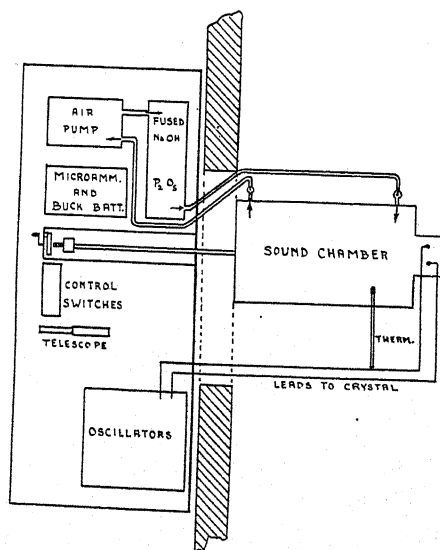 AIR
PUMP
FUSED
NaOH
P2O5
MICROAMM.
AND
BUCK BATT.
SOUND CHAMBER
CONTROL
SWITCHES
TELESCOPE
THERM.
LEADS TO CRYSTAL
OSCILLATORS